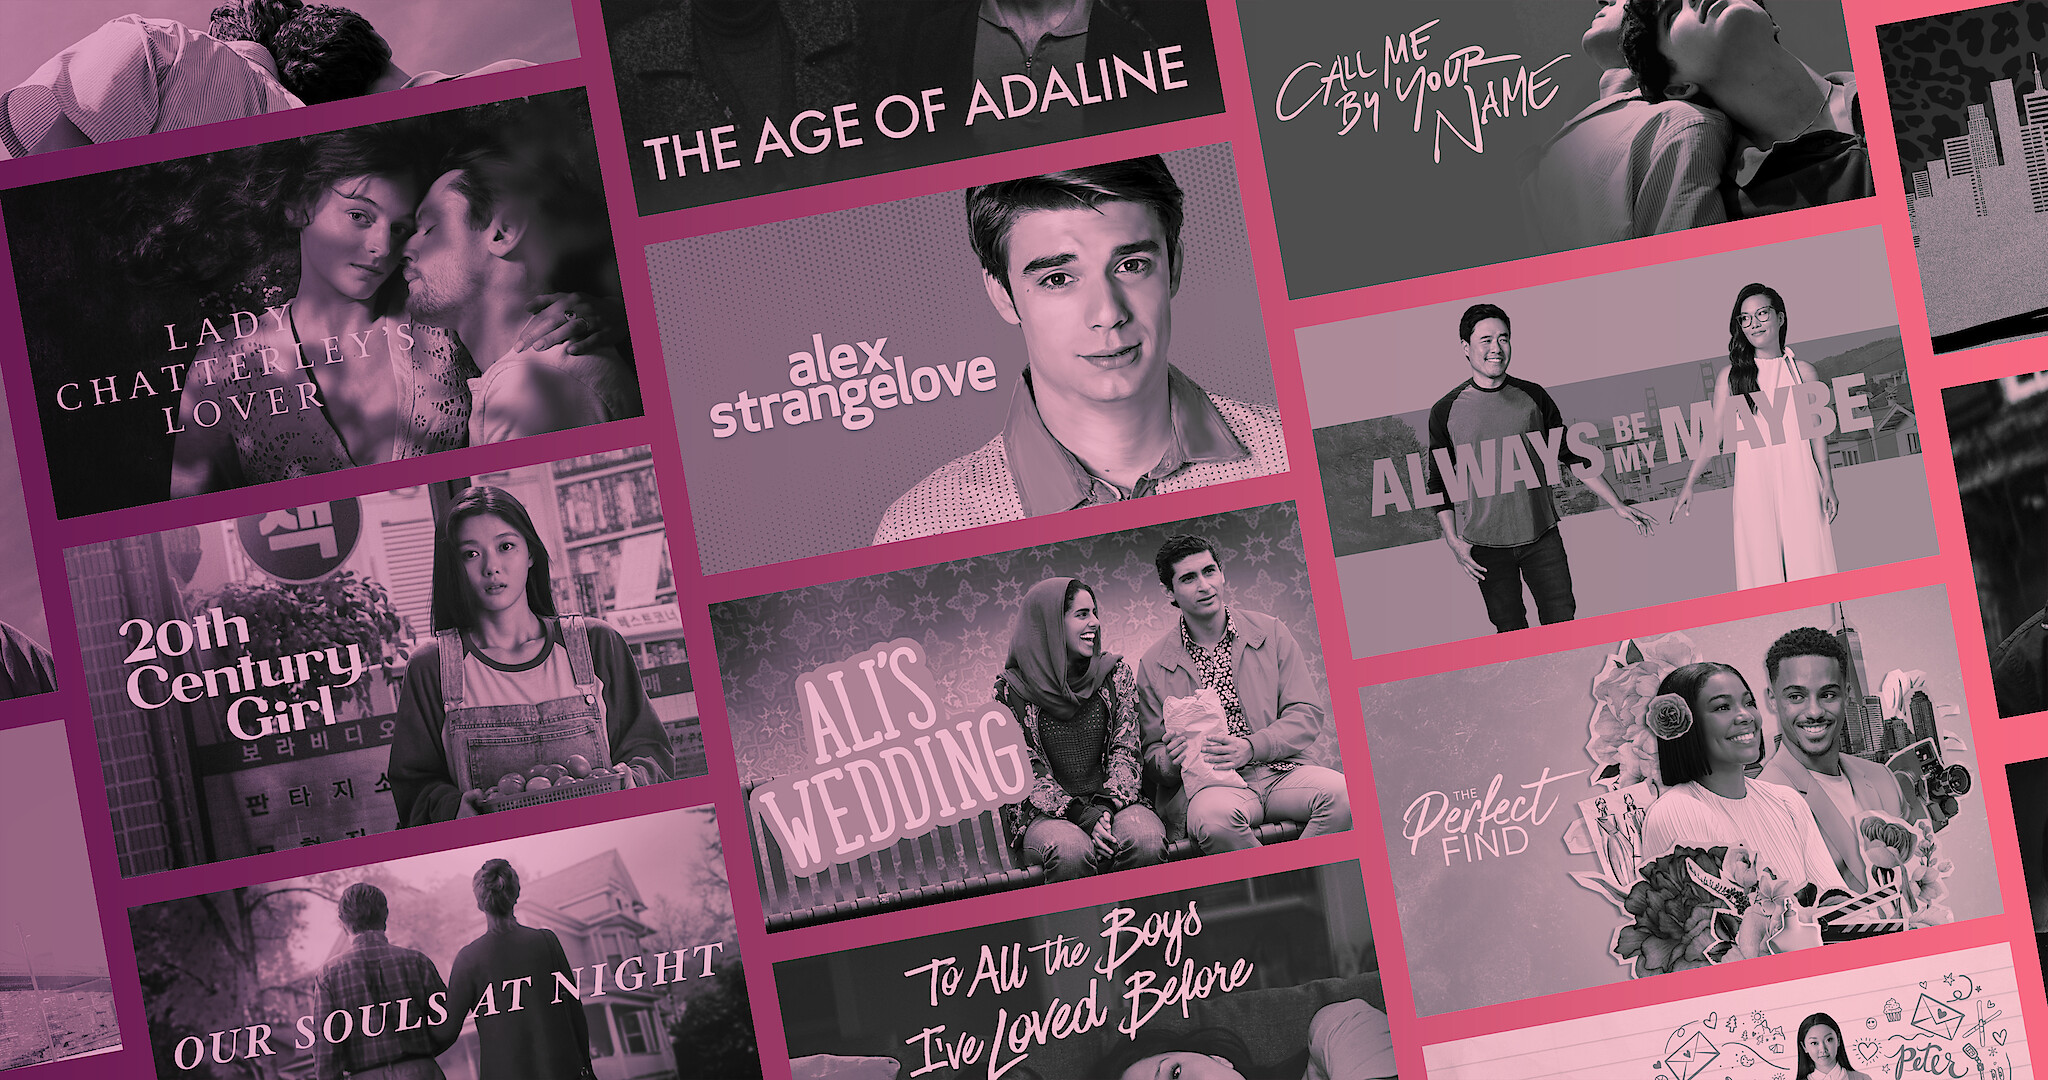 THE AGE OF ADALINE
CALL ME
BY YOUR
NAME
LADY
CHATTERLEY'S
LOVER
alex
strangelove
ALWAYS BE MY MAYBE
책
20th
Century
Girl
보라비디오
판타지소
ALI'S
WEDDING
THE
Perfect
FIND
OUR SOULS AT NIGHT
To All the Boys
I've Loved Before
Peter